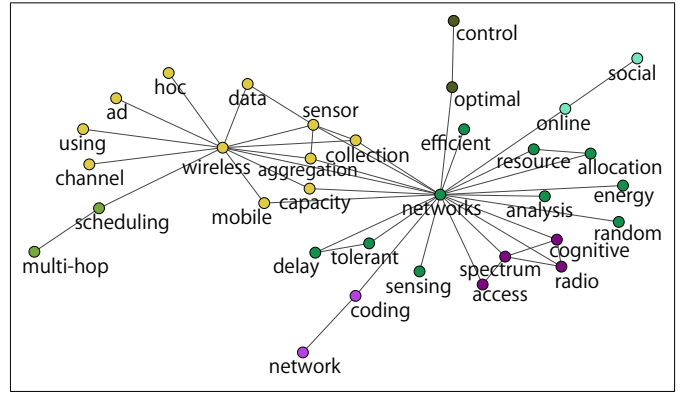 control
social
hoc
data
optimal
ad
sensor
online
using
efficient
collection
resource
allocation
wireless
aggregation
channel
energy
capacity
networks
analysis
mobile
scheduling
random
cognitive
tolerant
multi-hop
delay
spectrum
radio
sensing
access
coding
network